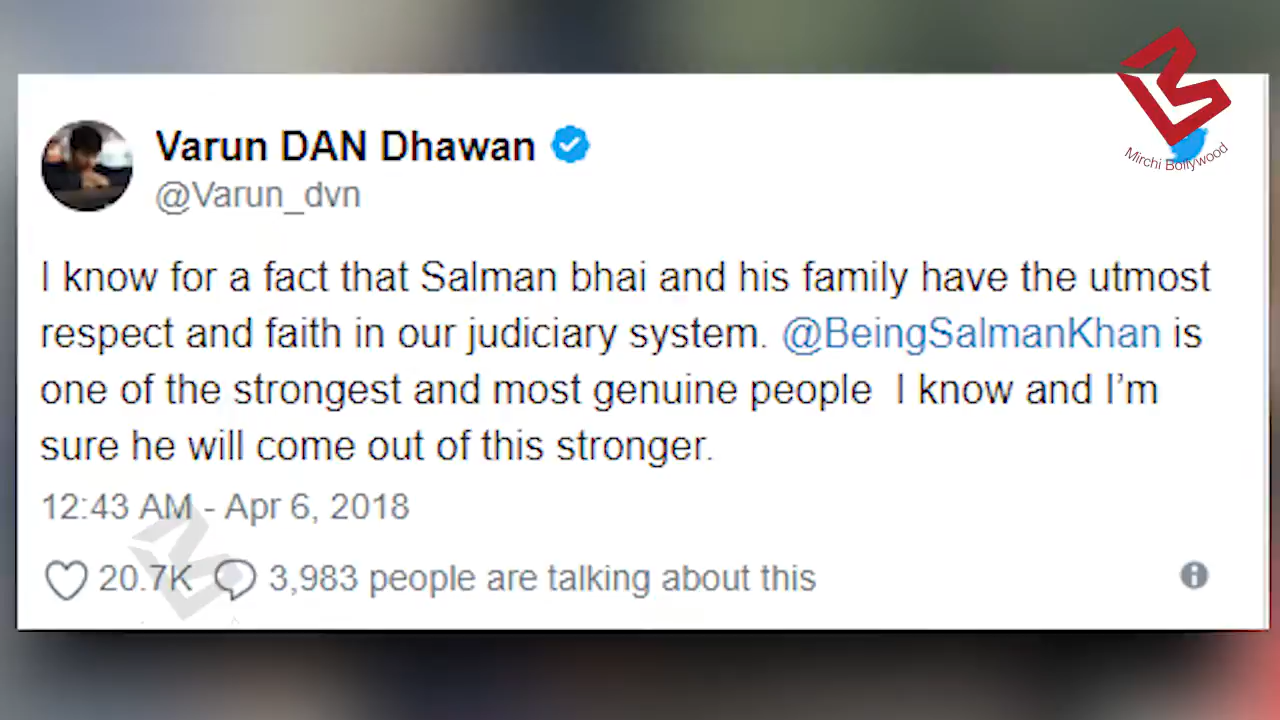 Varun DAN Dhawan
@Varun_dvn
Mirchi Bollywood
I know for a fact that Salman bhai and his family have the utmost
respect and faith in our judiciary system. @BeingSalmanKhan is
one of the strongest and most genuine people I know and I’m
sure he will come out of this stronger.
12:43 AM - Apr 6, 2018
20.7K 3,983 people are talking about this